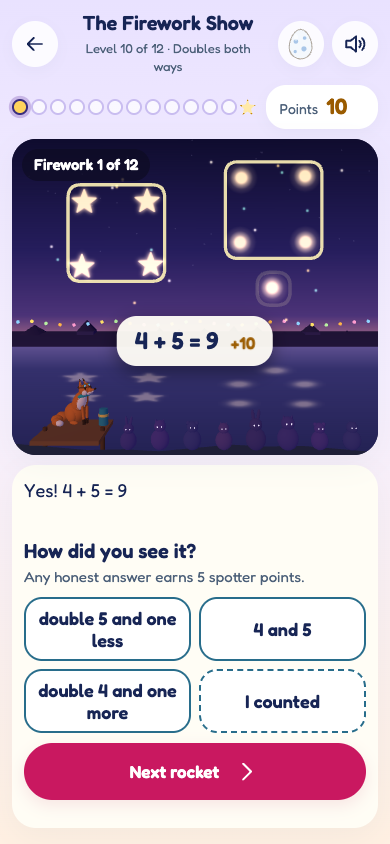 The Firework Show
Level 10 of 12 · Doubles both
ways
Points 10
Firework 1 of 12
4 + 5 = 9 +10
Yes! 4 + 5 = 9
How did you see it?
Any honest answer earns 5 spotter points.
double 5 and one
less
4 and 5
double 4 and one
more
I counted
Next rocket